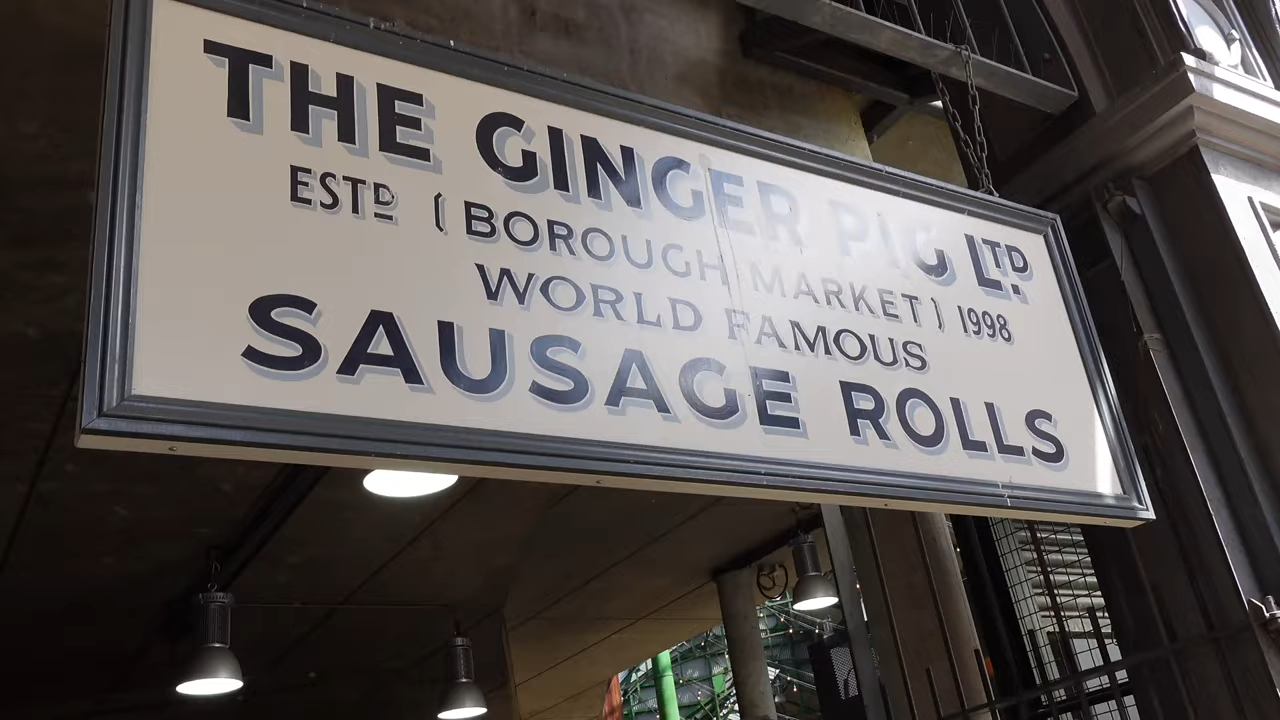 THE GINGER PIG LTD.
ESTD (BOROUGH MARKET) 1998
WORLD FAMOUS
SAUSAGE ROLLS